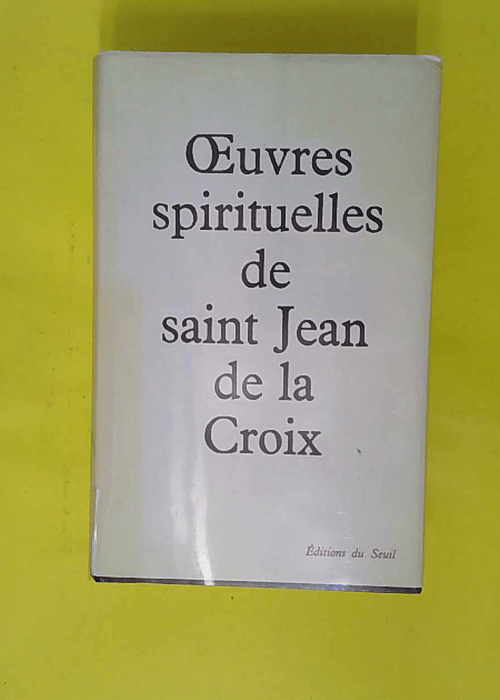 Œuvres
spirituelles
de
saint Jean
de la
Croix
Éditions du Seuil